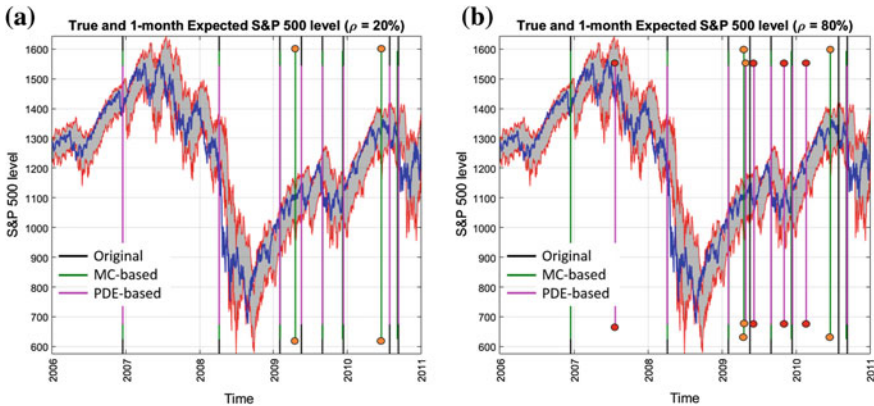 (a)
True and 1-month Expected S&P 500 level (ρ = 20%)
1600
1500
1400
1300
1200
1100
1000
900
800
700
600
S&P 500 level
Original
MC-based
PDE-based
2006
2007
2008
2009
2010
2011
Time
(b)
True and 1-month Expected S&P 500 level (ρ = 80%)
1600
1500
1400
1300
1200
1100
1000
900
800
700
600
S&P 500 level
Original
MC-based
PDE-based
2006
2007
2008
2009
2010
2011
Time